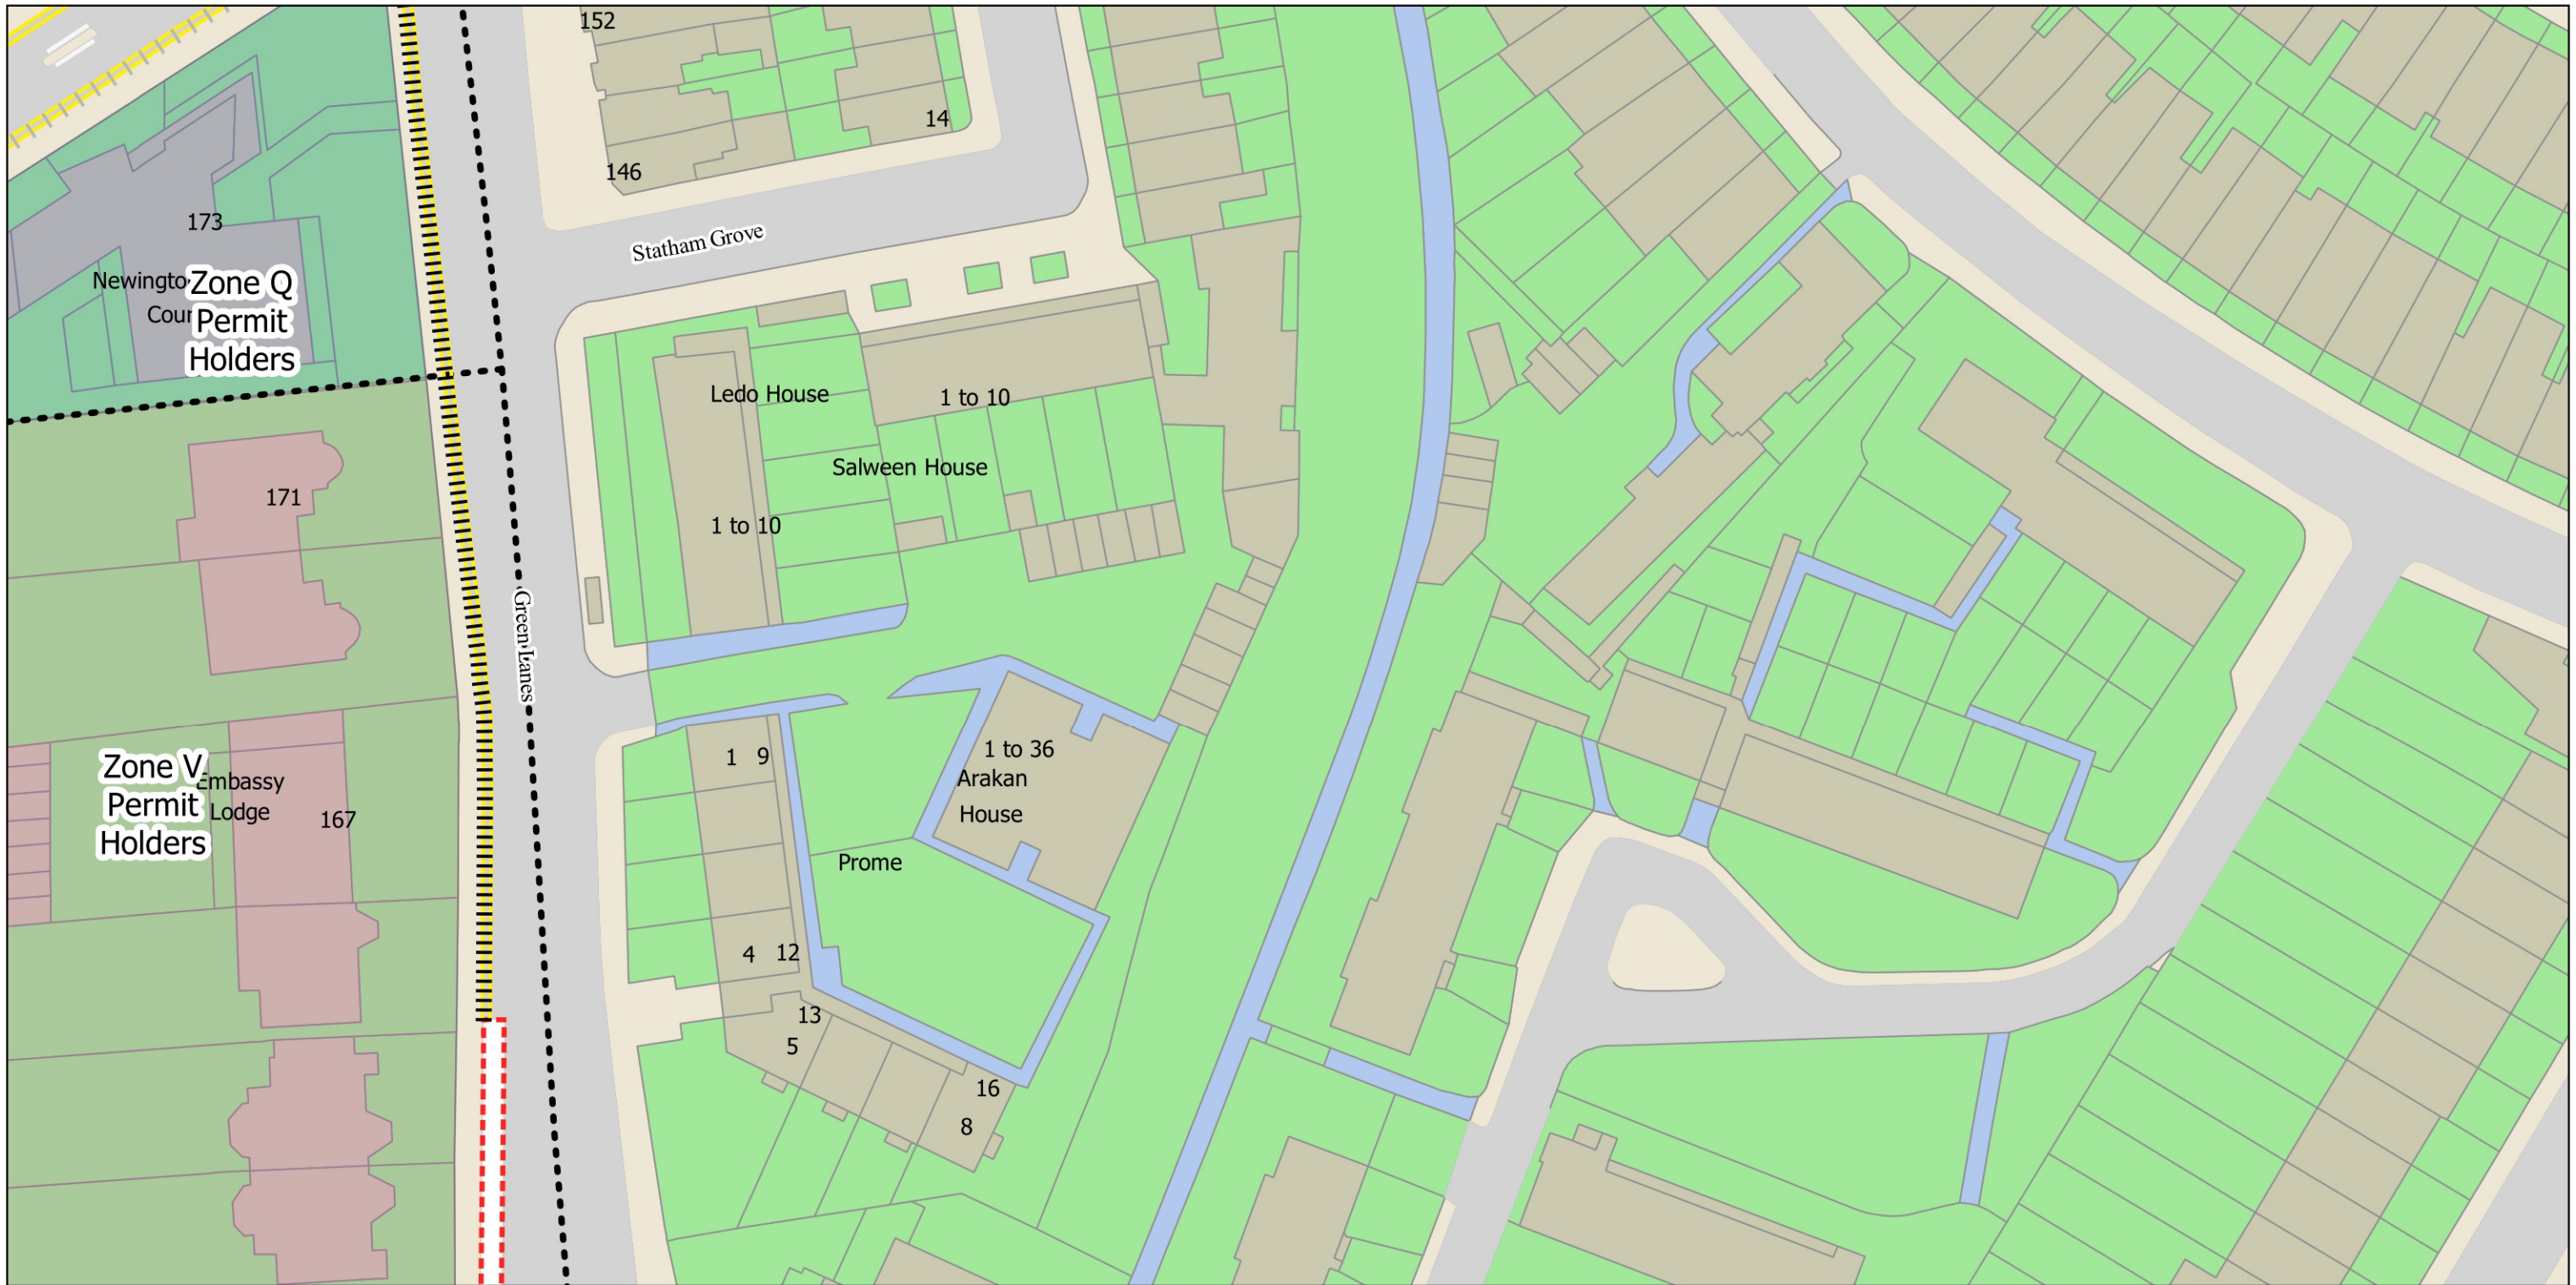 152
14
146
Statham Grove
173
Zone Q
Permit
Holders
Ledo House
1 to 10
Salween House
171
1 to 10
Green Lanes
1 9
1 to 36
Arakan
House
Zone V
Permit
Holders
Embassy
Lodge
167
Prome
4 12
13
5
16
8